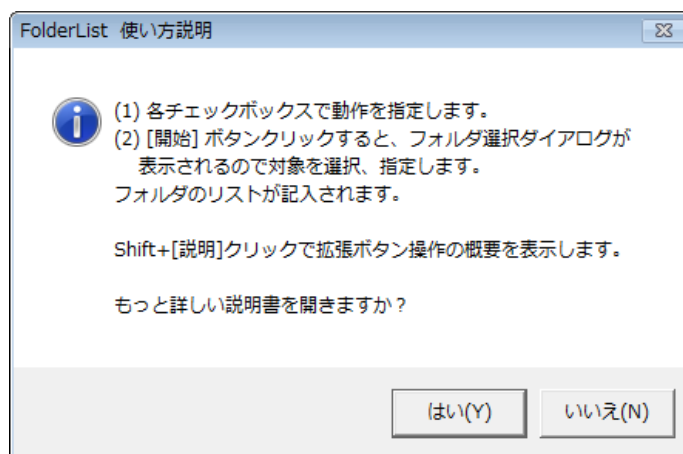 FolderList 使い方説明
(1) 各チェックボックスで動作を指定します。
(2) [開始] ボタンクリックすると、フォルダ選択ダイアログが
表示されるので対象を選択、指定します。
フォルダのリストが記入されます。
Shift+[説明]クリックで拡張ボタン操作の概要を表示します。
もっと詳しい説明書を開きますか？
はい(Y) いいえ(N)